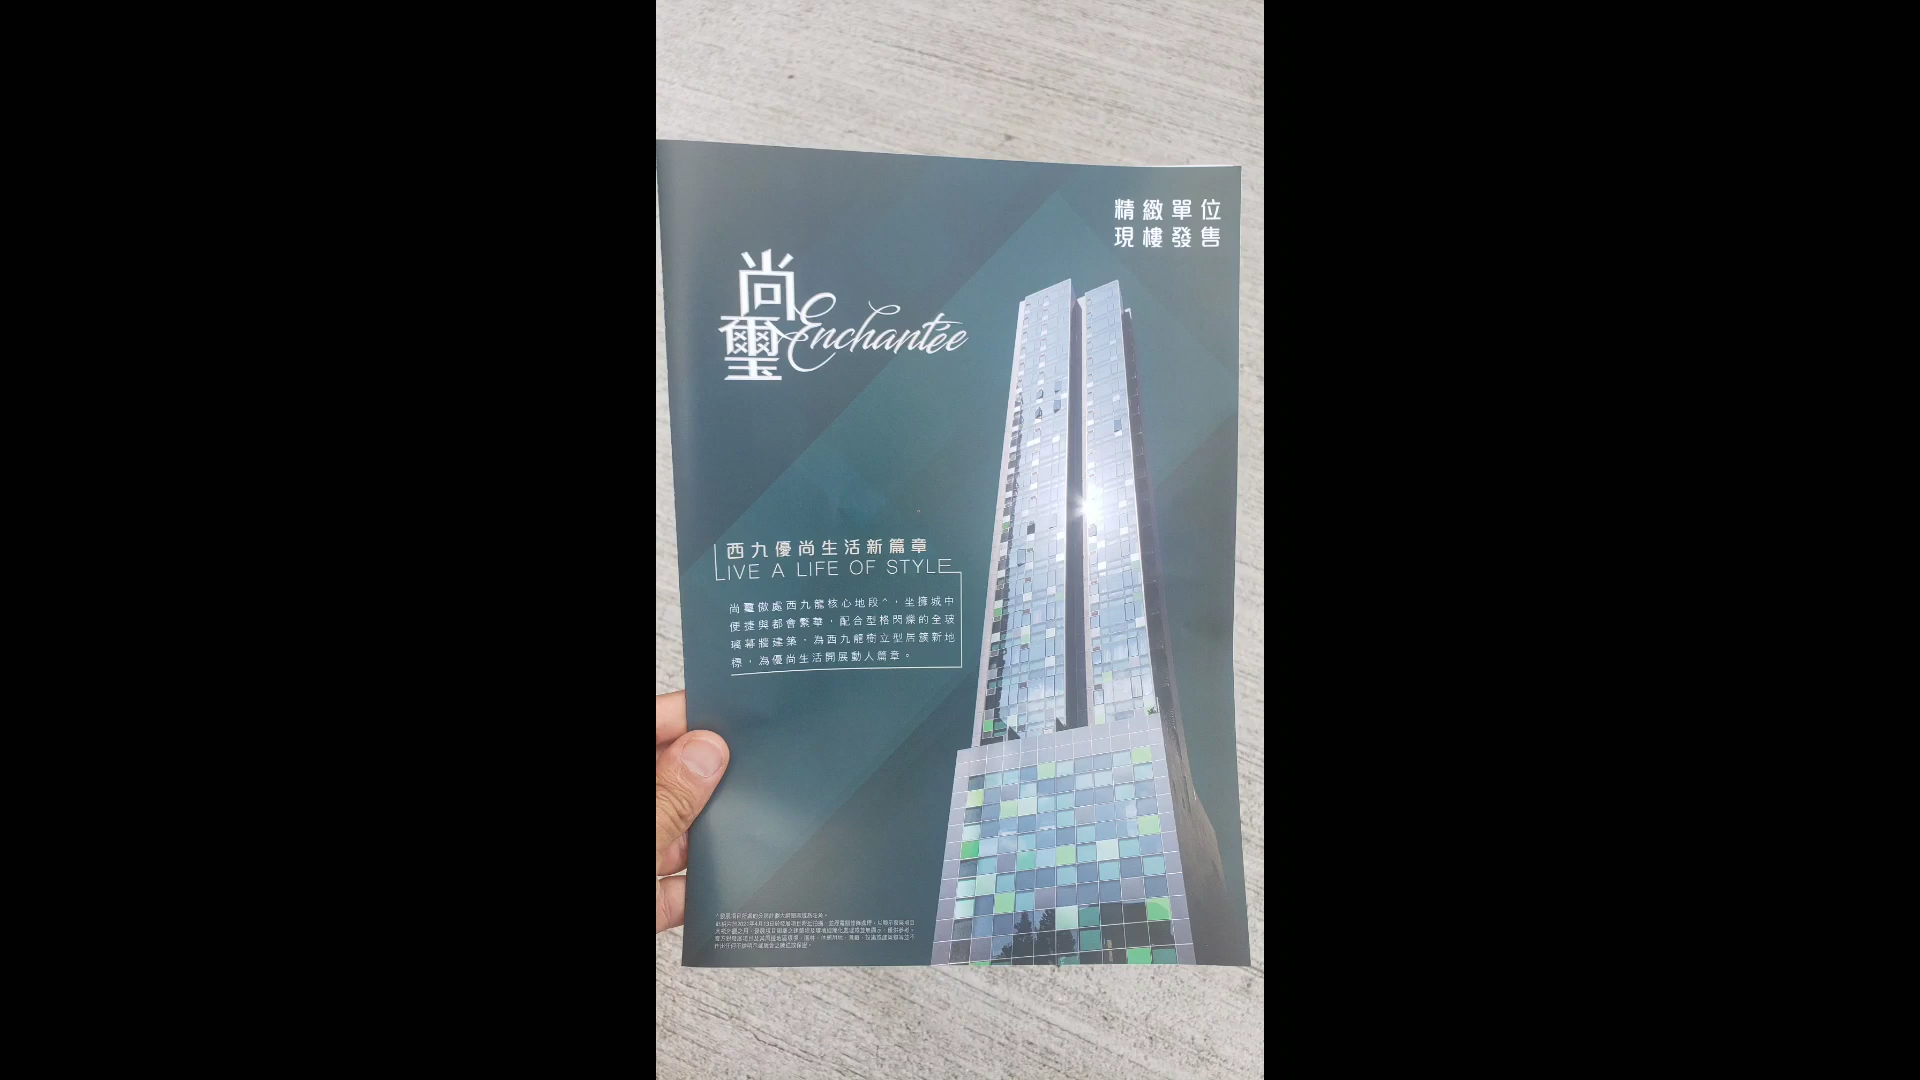 精緻單位
現樓發售
尚
璽
Enchantée
西九優尚生活新篇章
LIVE A LIFE OF STYLE
尚璽傲處西九龍核心地段^，坐擁城中
便捷與都會繁華，配合型格閃爍的全玻
璃幕牆建築，為西九龍樹立型居簇新地
標，為優尚生活開展動人篇章。